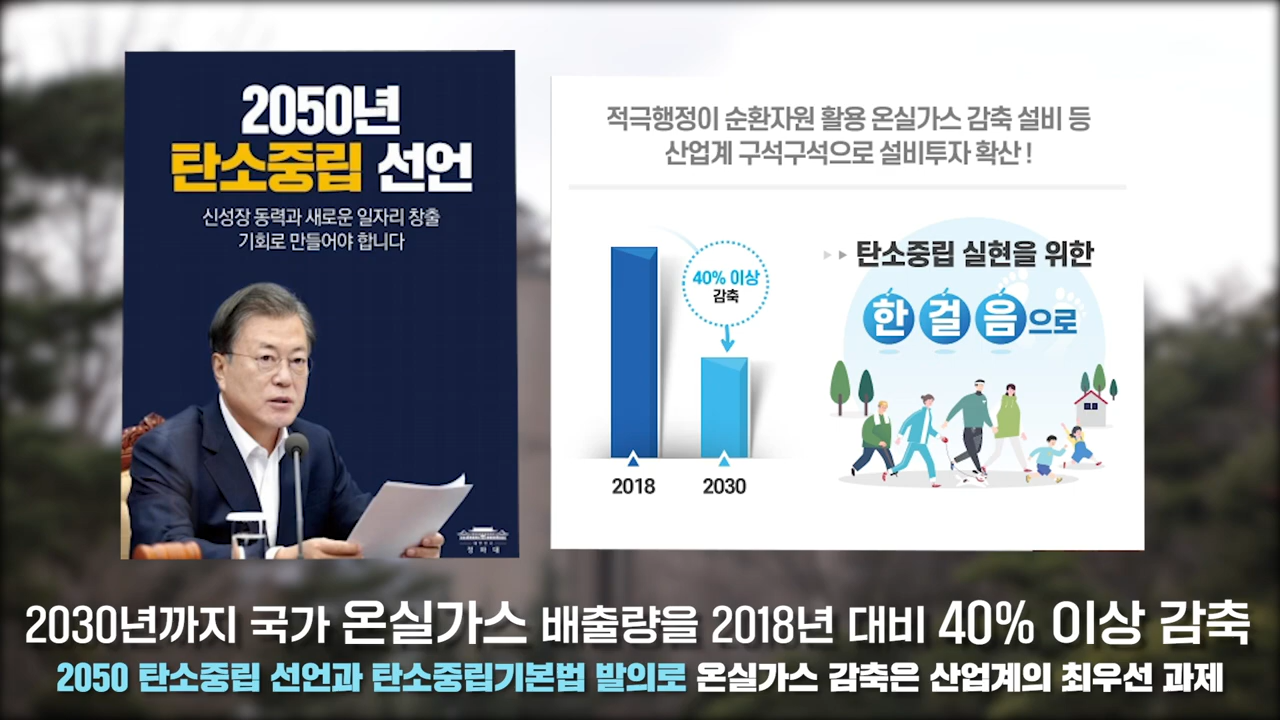 2050년
탄소중립 선언
신성장 동력과 새로운 일자리 창출
기회로 만들어야 합니다
대한민국
청와대
적극행정이 순환자원 활용 온실가스 감축 설비 등
산업계 구석구석으로 설비투자 확산 !
40% 이상
감축
2018
2030
탄소중립 실현을 위한
한걸음으로
2030년까지 국가 온실가스 배출량을 2018년 대비 40% 이상 감축
2050 탄소중립 선언과 탄소중립기본법 발의로 온실가스 감축은 산업계의 최우선 과제